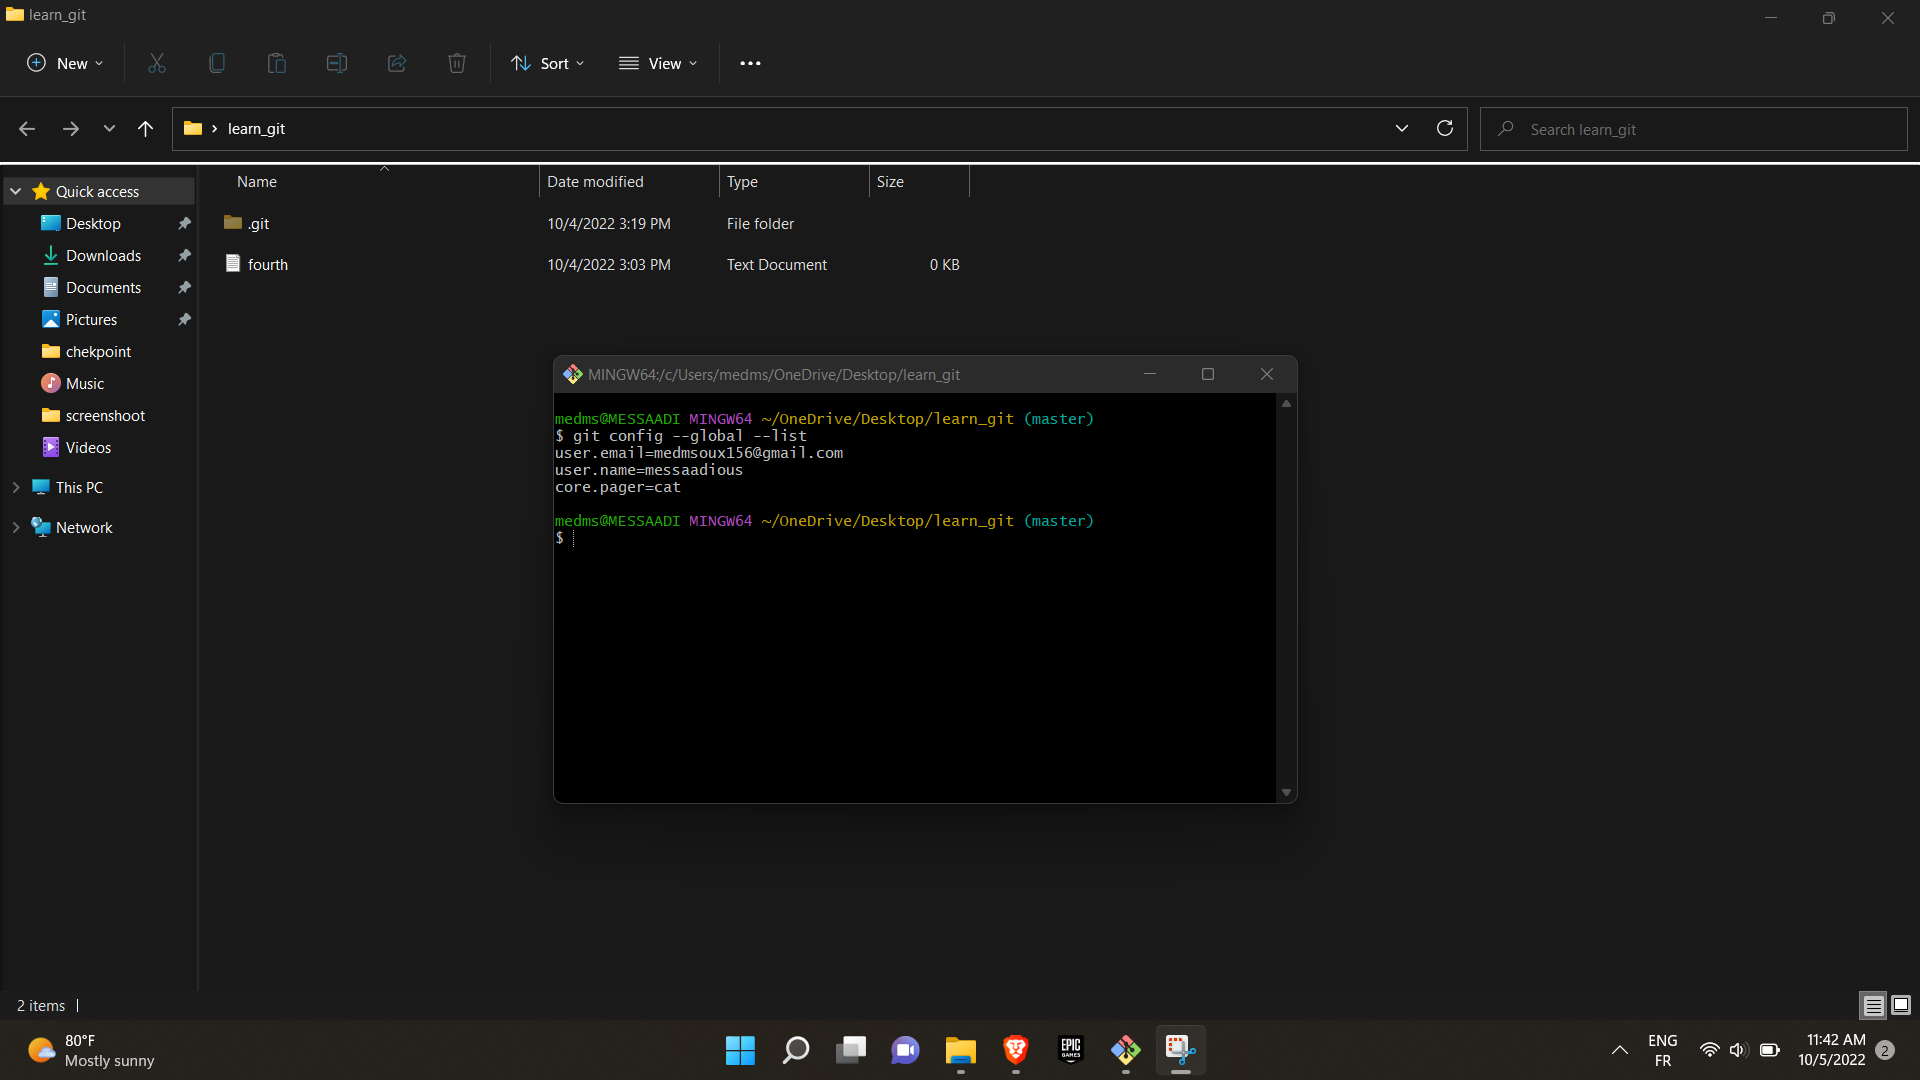 learn_git
New
Sort
View
learn_git
Search learn_git
Name
Date modified
Type
Size
.git
10/4/2022 3:19 PM
File folder
fourth
10/4/2022 3:03 PM
Text Document
0 KB
Quick access
Desktop
Downloads
Documents
Pictures
chekpoint
Music
screenshoot
Videos
This PC
Network
MINGW64:/c/Users/medms/OneDrive/Desktop/learn_git
medms@MESSAADI MINGW64 ~/OneDrive/Desktop/learn_git (master)
$ git config --global --list
user.email=medmsoux156@gmail.com
user.name=messaadious
core.pager=cat
medms@MESSAADI MINGW64 ~/OneDrive/Desktop/learn_git (master)
$
2 items
80°F
Mostly sunny
EPIC
GAMES
ENG
FR
11:42 AM
10/5/2022
2